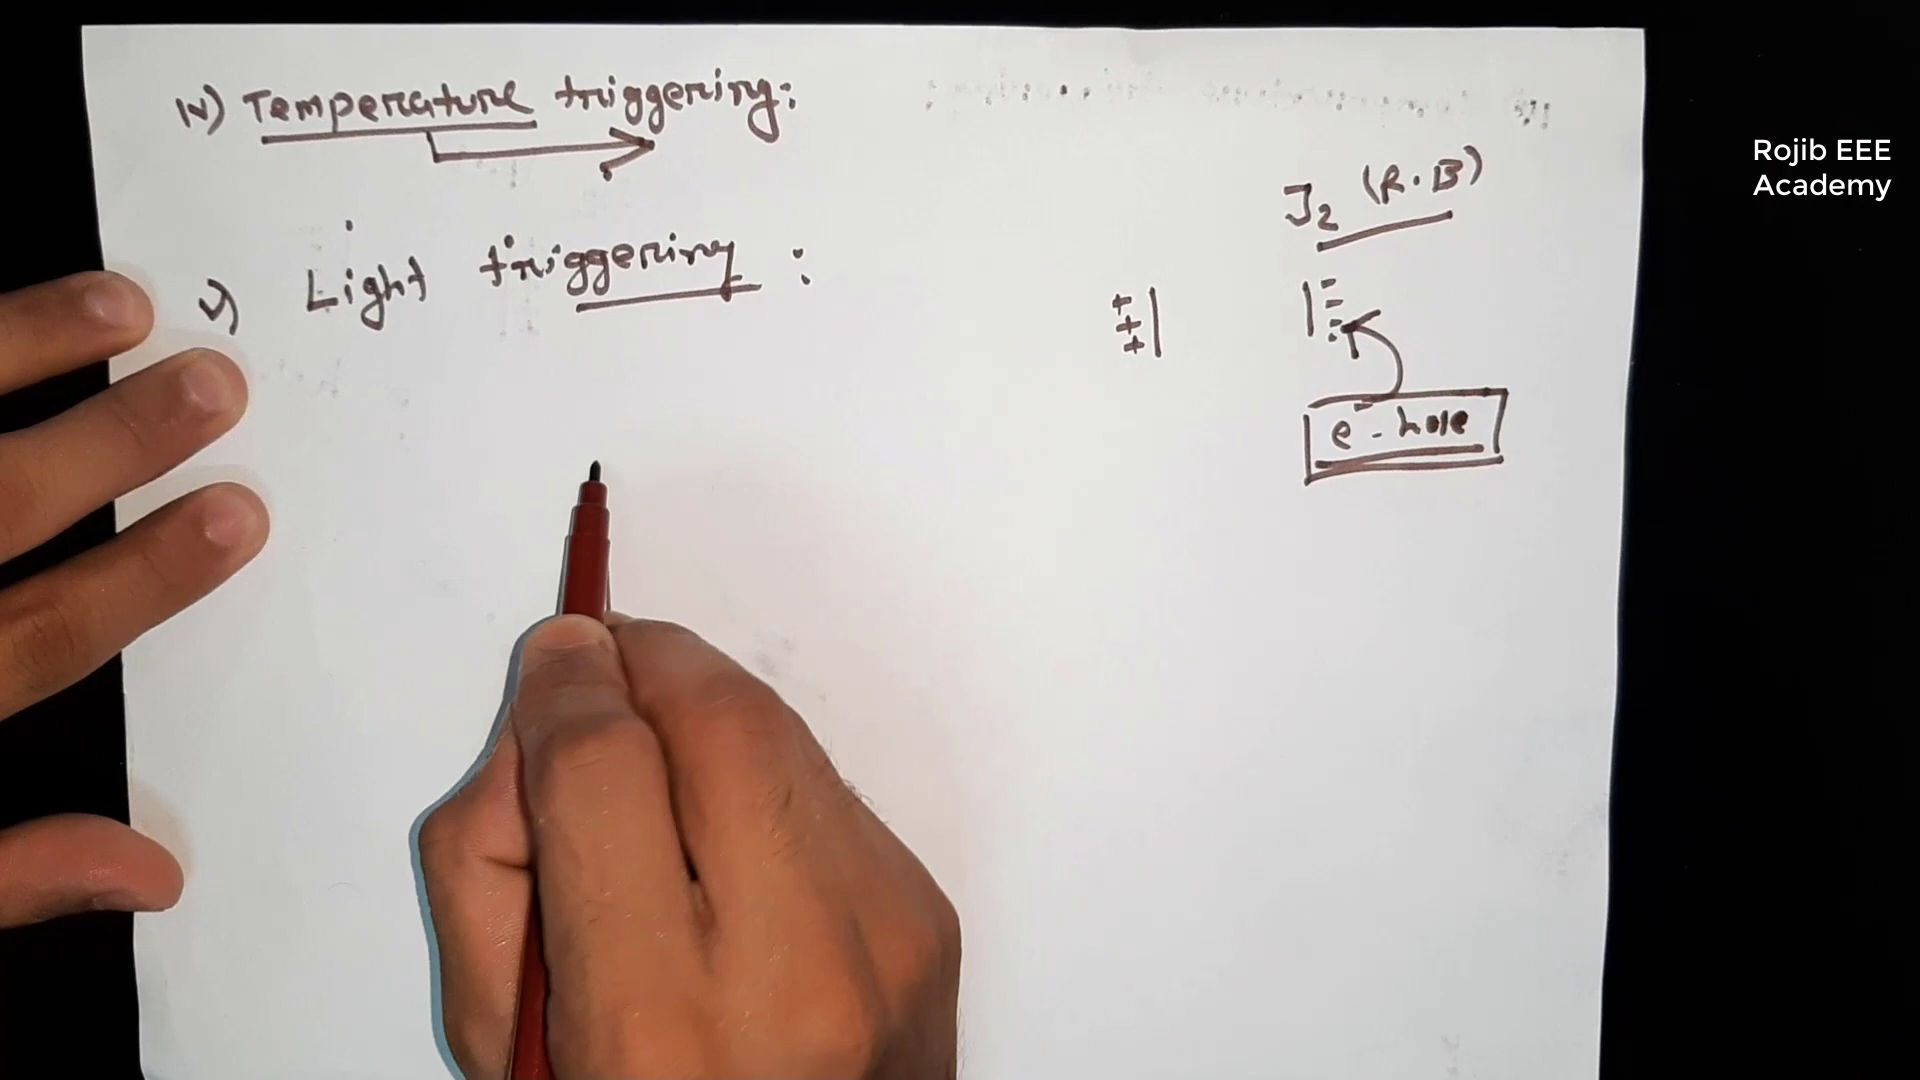 IV) Temperature triggering:
V) Light triggering :
J2 (R.B)
+ + +
e - hole
Rojib EEE
Academy